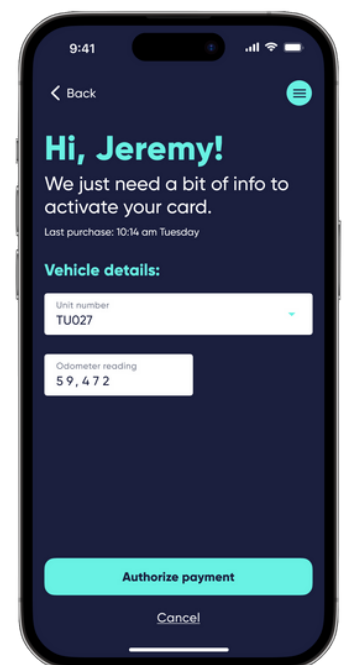 9:41
Back
Hi, Jeremy!
We just need a bit of info to
activate your card.
Last purchase: 10:14 am Tuesday
Vehicle details:
Unit number
TU027
Odometer reading
59,472
Authorize payment
Cancel